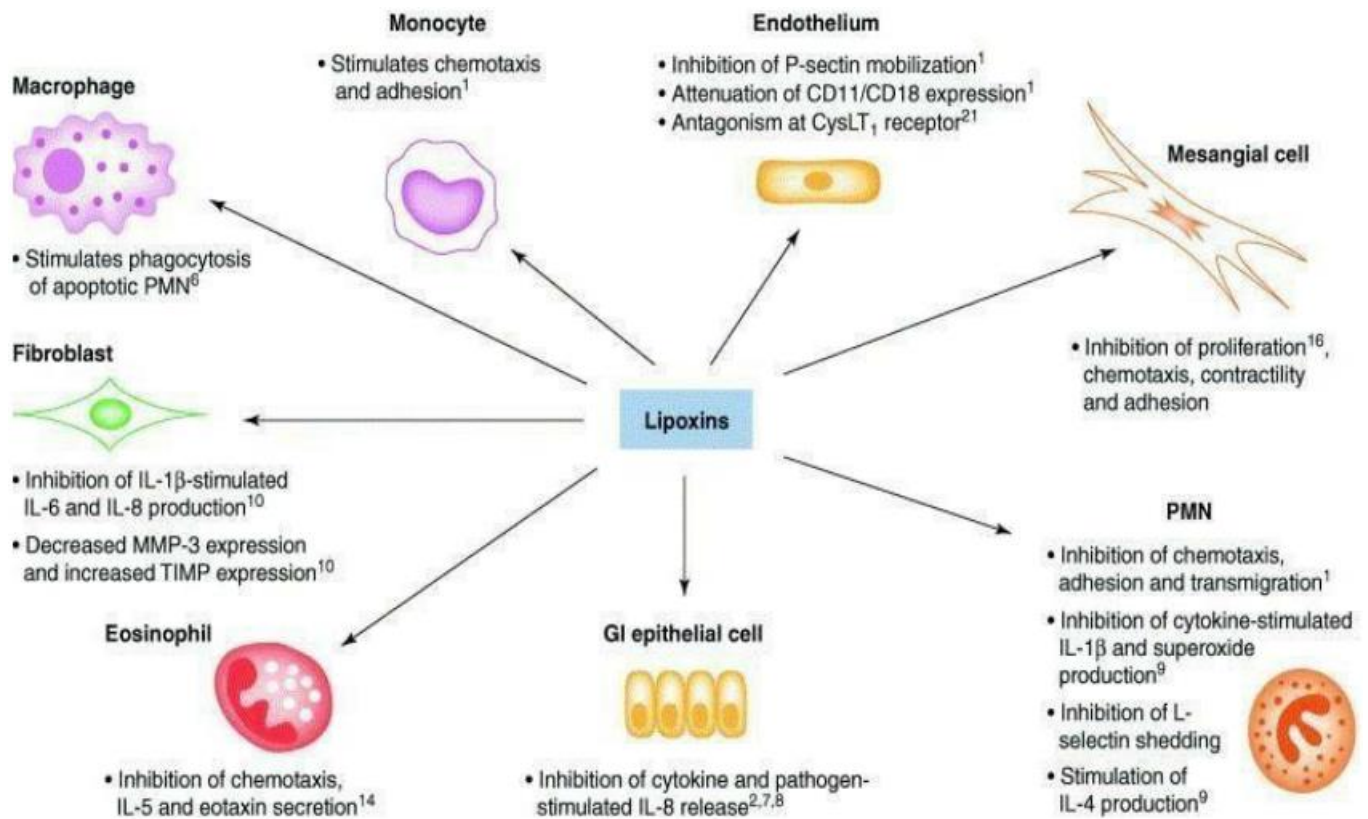 Monocyte
• Stimulates chemotaxis
and adhesion1
Endothelium
• Inhibition of P-sectin mobilization1
• Attenuation of CD11/CD18 expression1
• Antagonism at CysLT1 receptor21
Macrophage
• Stimulates phagocytosis
of apoptotic PMN6
Mesangial cell
• Inhibition of proliferation16,
chemotaxis, contractility
and adhesion
Fibroblast
• Inhibition of IL-1β-stimulated
IL-6 and IL-8 production10
• Decreased MMP-3 expression
and increased TIMP expression10
Lipoxins
PMN
• Inhibition of chemotaxis,
adhesion and transmigration1
• Inhibition of cytokine-stimulated
IL-1β and superoxide
production9
• Inhibition of L-
selectin shedding
• Stimulation of
IL-4 production9
Eosinophil
• Inhibition of chemotaxis,
IL-5 and eotaxin secretion14
GI epithelial cell
• Inhibition of cytokine and pathogen-
stimulated IL-8 release2,7,8